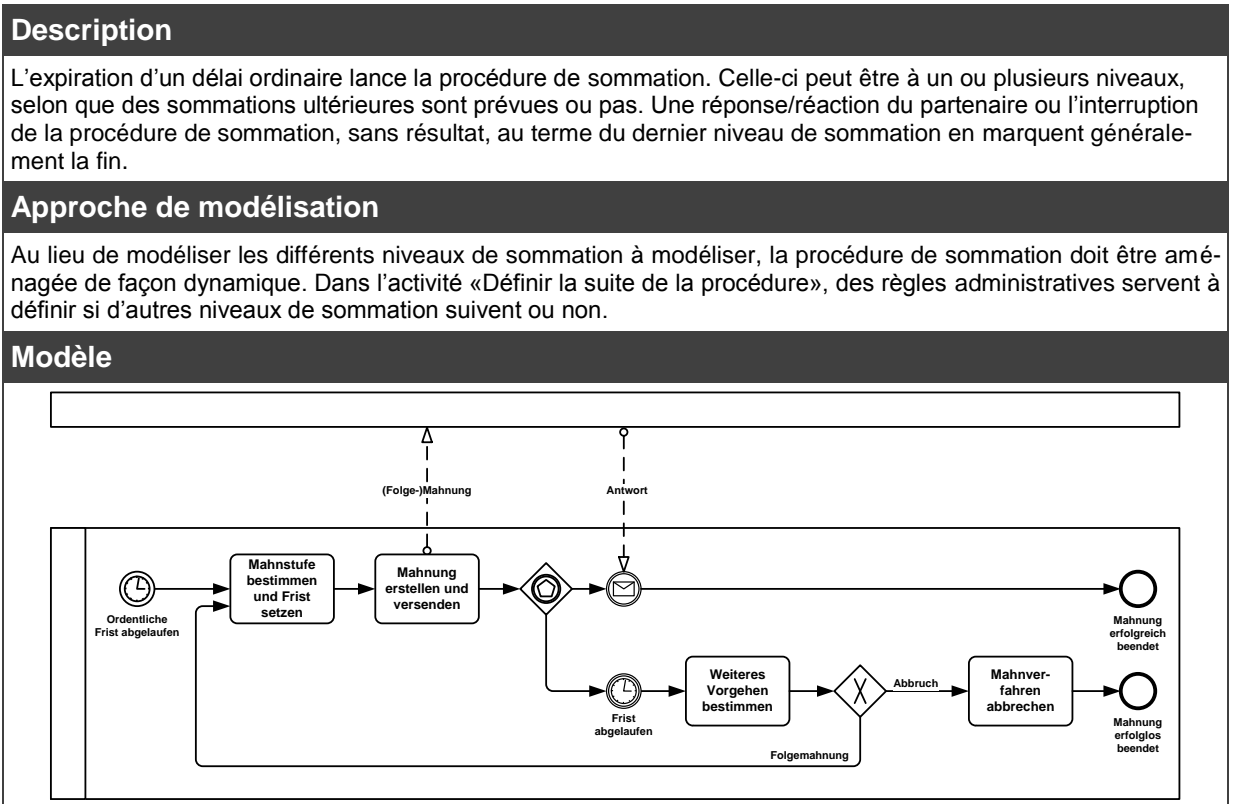 Description
L’expiration d’un délai ordinaire lance la procédure de sommation. Celle-ci peut être à un ou plusieurs niveaux,
selon que des sommations ultérieures sont prévues ou pas. Une réponse/réaction du partenaire ou l’interruption
de la procédure de sommation, sans résultat, au terme du dernier niveau de sommation en marquent générale-
ment la fin.
Approche de modélisation
Au lieu de modéliser les différents niveaux de sommation à modéliser, la procédure de sommation doit être amé-
nagée de façon dynamique. Dans l’activité «Définir la suite de la procédure», des règles administratives servent à
définir si d’autres niveaux de sommation suivent ou non.
Modèle
(Folge-)Mahnung
Antwort
Ordentliche
Frist abgelaufen
Mahnstufe
bestimmen
und Frist
setzen
Mahnung
erstellen und
versenden
Mahnung
erfolgreich
beendet
Frist
abgelaufen
Weiteres
Vorgehen
bestimmen
Abbruch
Mahnver-
fahren
abbrechen
Mahnung
erfolglos
beendet
Folgemahnung